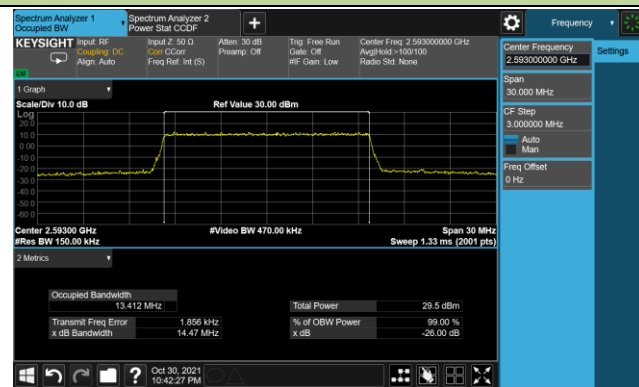 Spectrum Analyzer 1
Occupied BW
Spectrum Analyzer 2
Power Stat CCDF
Frequency
KEYSIGHT
Input: RF
Coupling: DC
Align: Auto
Input Z: 50 Ω
Corr CCorr
Freq Ref: Int (S)
Atten: 30 dB
Preamp: Off
Trig: Free Run
Gate: Off
#IF Gain: Low
Center Freq: 2.593000000 GHz
Avg|Hold:>100/100
Radio Std: None
LNI
1 Graph
Scale/Div 10.0 dB
Ref Value 30.00 dBm
Log
20.0
10.0
0.00
-10.0
-20.0
-30.0
-40.0
-50.0
-60.0
Center 2.59300 GHz
#Video BW 470.00 kHz
Span 30 MHz
#Res BW 150.00 kHz
Sweep 1.33 ms (2001 pts)
2 Metrics
Occupied Bandwidth
13.412 MHz
Total Power
29.5 dBm
Transmit Freq Error
1.856 kHz
% of OBW Power
99.00 %
x dB Bandwidth
14.47 MHz
x dB
-26.00 dB
Oct 30, 2021
10:42:27 PM
Center Frequency
2.593000000 GHz
Settings
Span
30.000 MHz
CF Step
3.000000 MHz
Auto
Man
Freq Offset
0 Hz